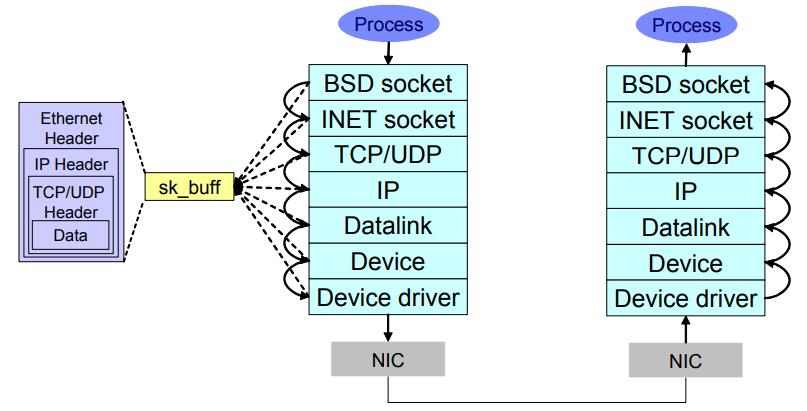 Process
Process
BSD socket
INET socket
TCP/UDP
IP
Datalink
Device
Device driver
NIC
Ethernet
Header
IP Header
TCP/UDP
Header
Data
sk_buff
BSD socket
INET socket
TCP/UDP
IP
Datalink
Device
Device driver
NIC